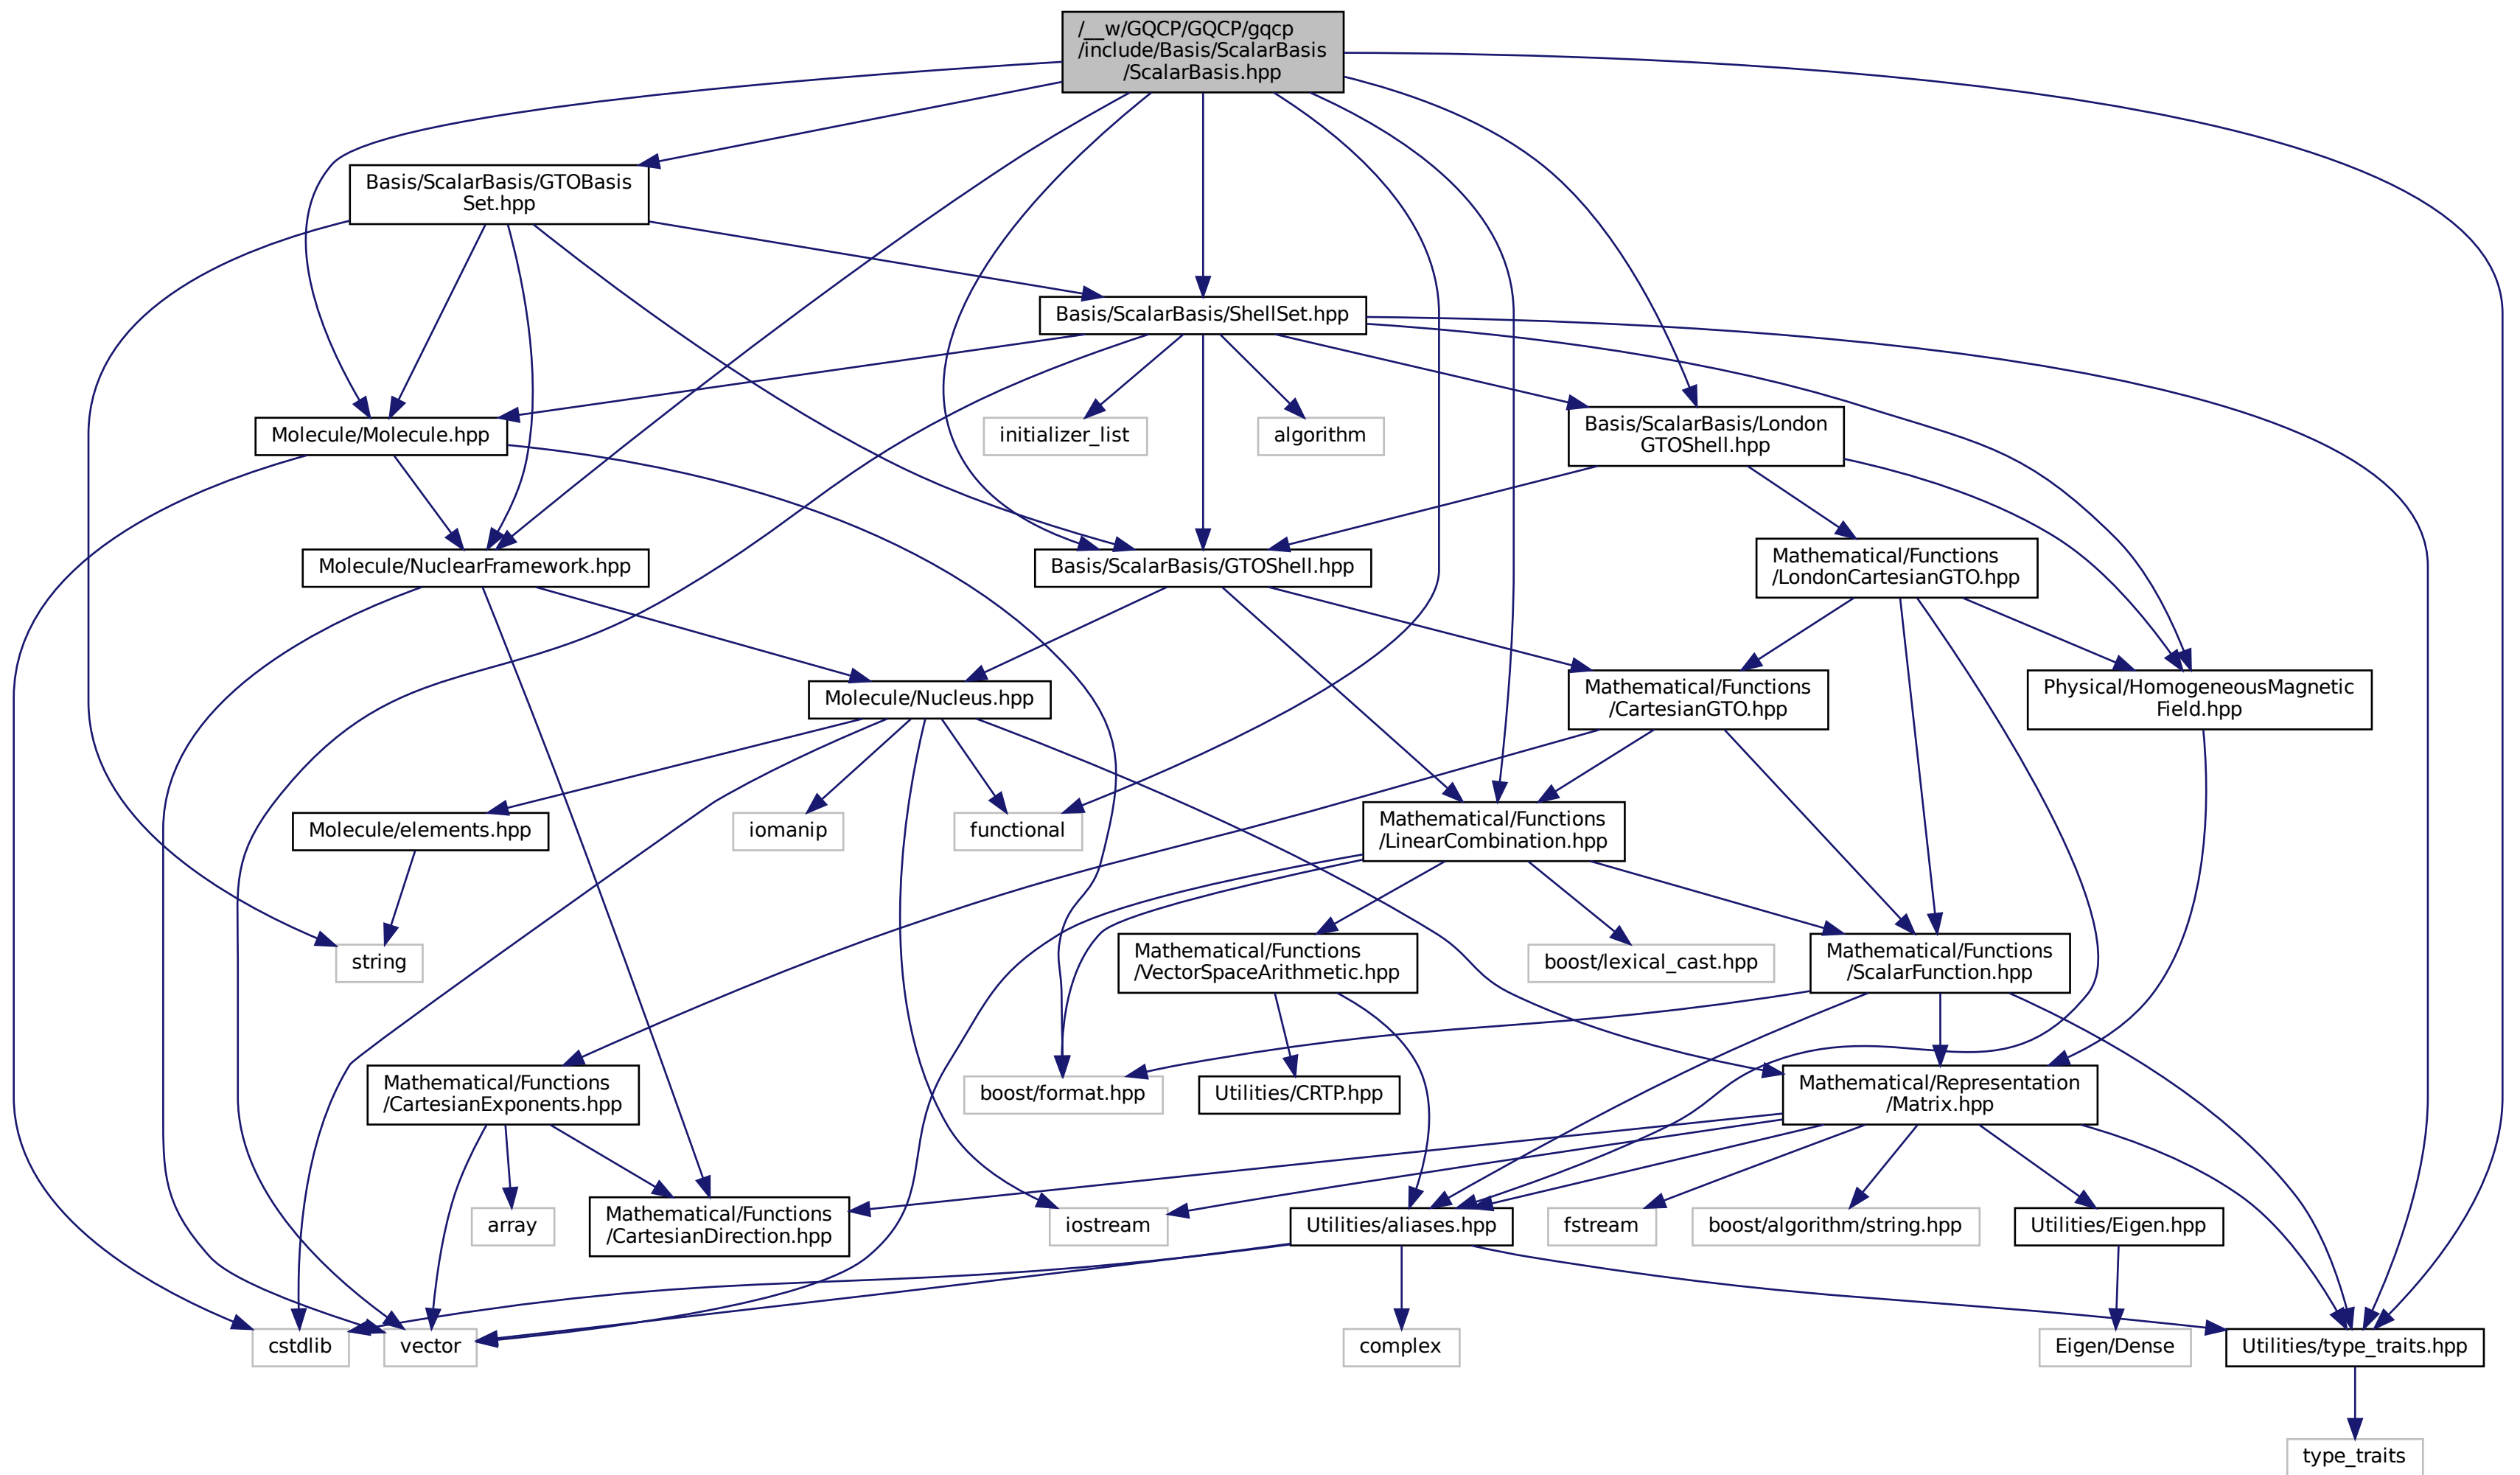 /__w/GQCP/GQCP/gqcp
/include/Basis/ScalarBasis
/ScalarBasis.hpp
Basis/ScalarBasis/GTOBasis
Set.hpp
Basis/ScalarBasis/ShellSet.hpp
Molecule/Molecule.hpp
initializer_list
algorithm
Basis/ScalarBasis/London
GTOShell.hpp
Molecule/NuclearFramework.hpp
Basis/ScalarBasis/GTOShell.hpp
Mathematical/Functions
/LondonCartesianGTO.hpp
Molecule/Nucleus.hpp
Mathematical/Functions
/CartesianGTO.hpp
Physical/HomogeneousMagnetic
Field.hpp
Molecule/elements.hpp
iomanip
functional
Mathematical/Functions
/LinearCombination.hpp
string
Mathematical/Functions
/VectorSpaceArithmetic.hpp
boost/lexical_cast.hpp
Mathematical/Functions
/ScalarFunction.hpp
Mathematical/Functions
/CartesianExponents.hpp
boost/format.hpp
Utilities/CRTP.hpp
Mathematical/Representation
/Matrix.hpp
array
Mathematical/Functions
/CartesianDirection.hpp
iostream
Utilities/aliases.hpp
fstream
boost/algorithm/string.hpp
Utilities/Eigen.hpp
cstdlib
vector
complex
Eigen/Dense
Utilities/type_traits.hpp
type_traits